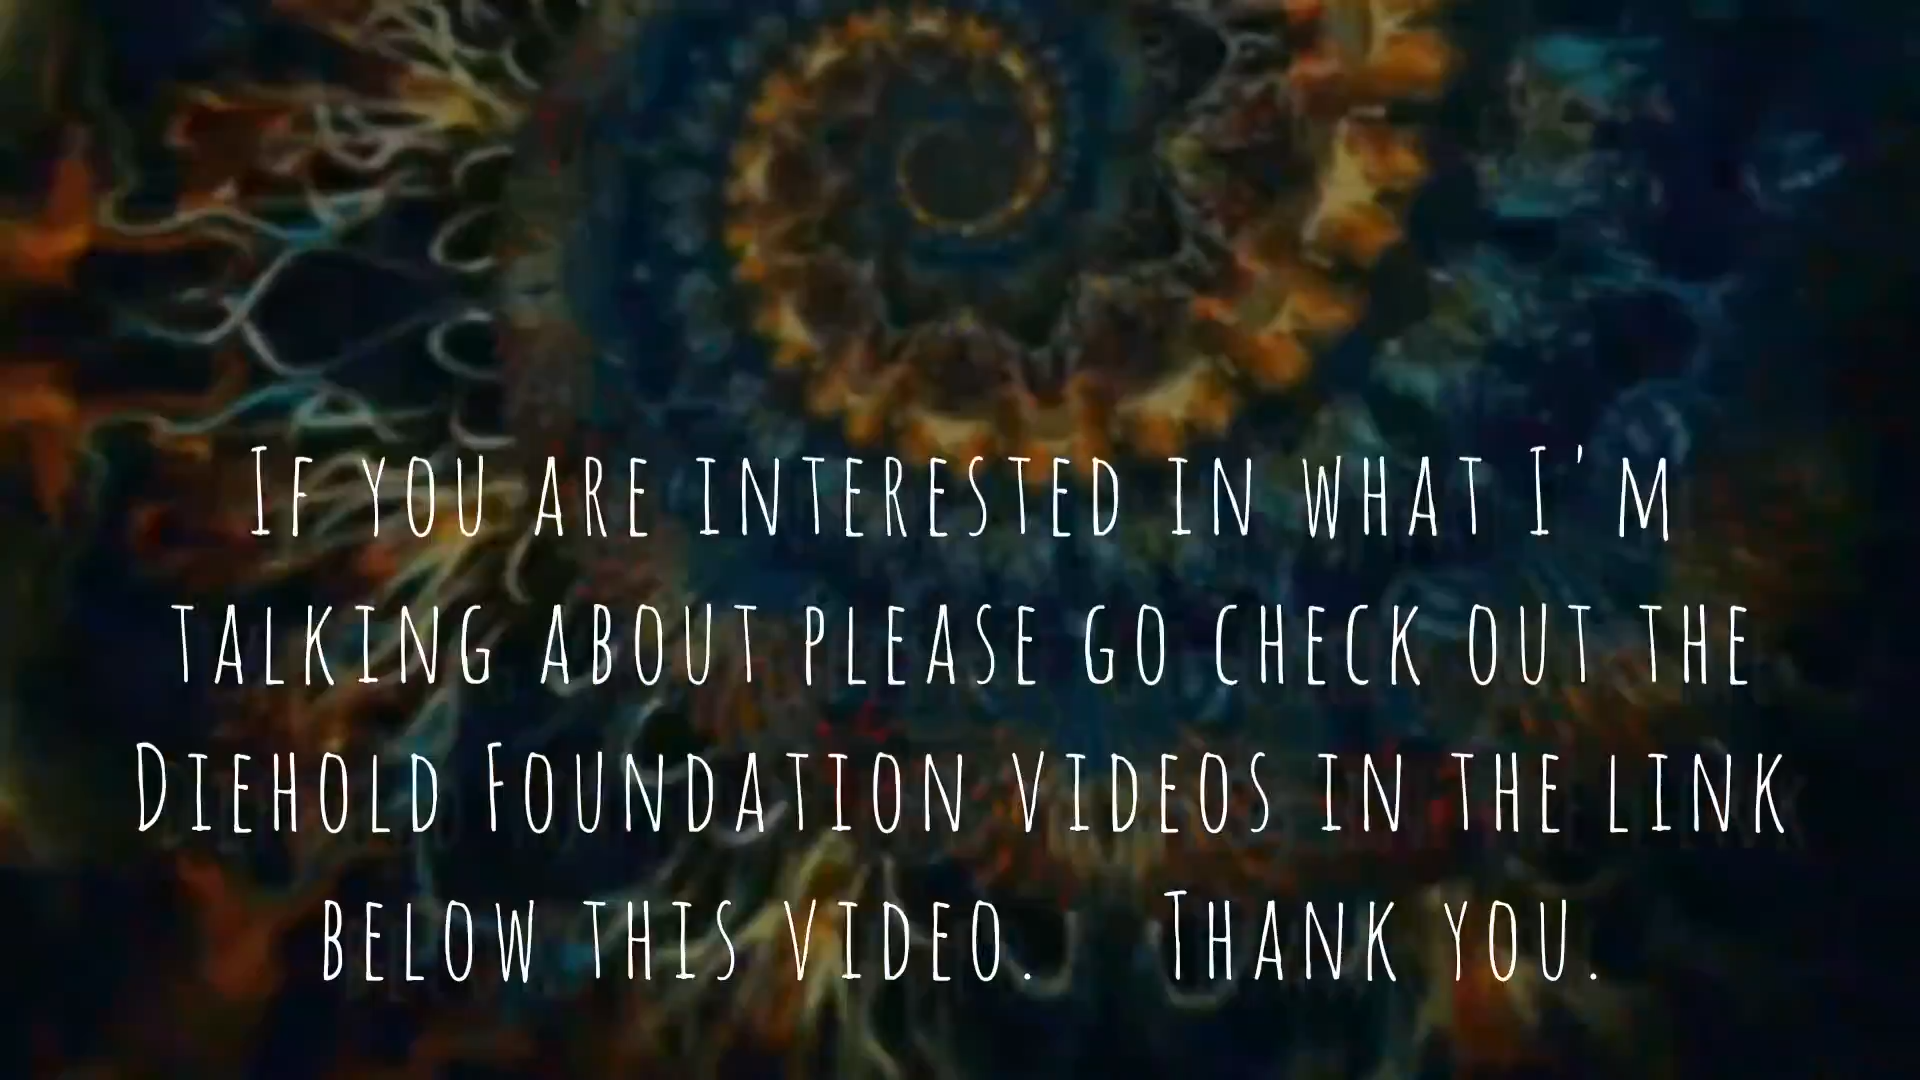 If you are interested in what I'm
talking about please go check out the
Diehold Foundation videos in the link
below this video.   Thank you.